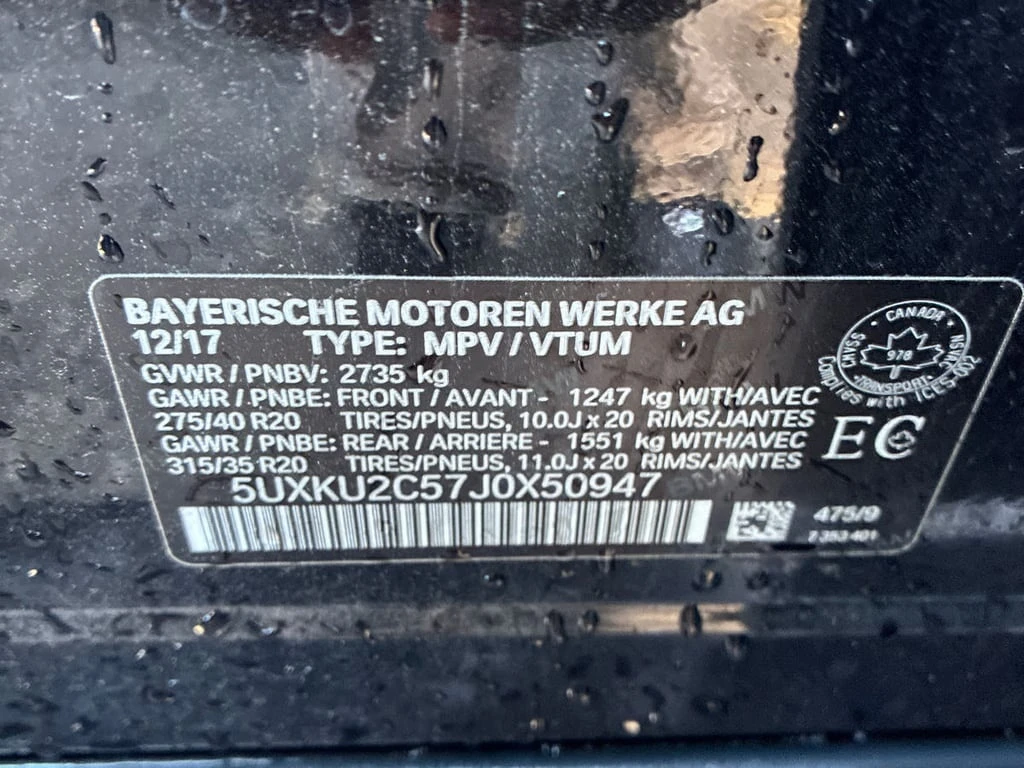 BAYERISCHE MOTOREN WERKE AG
12/17 TYPE: MPV / VTUM
GVWR / PNBV: 2735 kg
GAWR / PNBE: FRONT / AVANT - 1247 kg WITH/AVEC
275/40 R20 TIRES/PNEUS, 10.0J x 20 RIMS/JANTES
GAWR / PNBE: REAR / ARRIERE - 1551 kg WITH/AVEC
315/35 R20 TIRES/PNEUS, 11.0J x 20 RIMS/JANTES
5UXKU2C57J0X50947
475/9
7 353 401
CANADA
978
TRANSPORT
Complies with ICES-002
EC